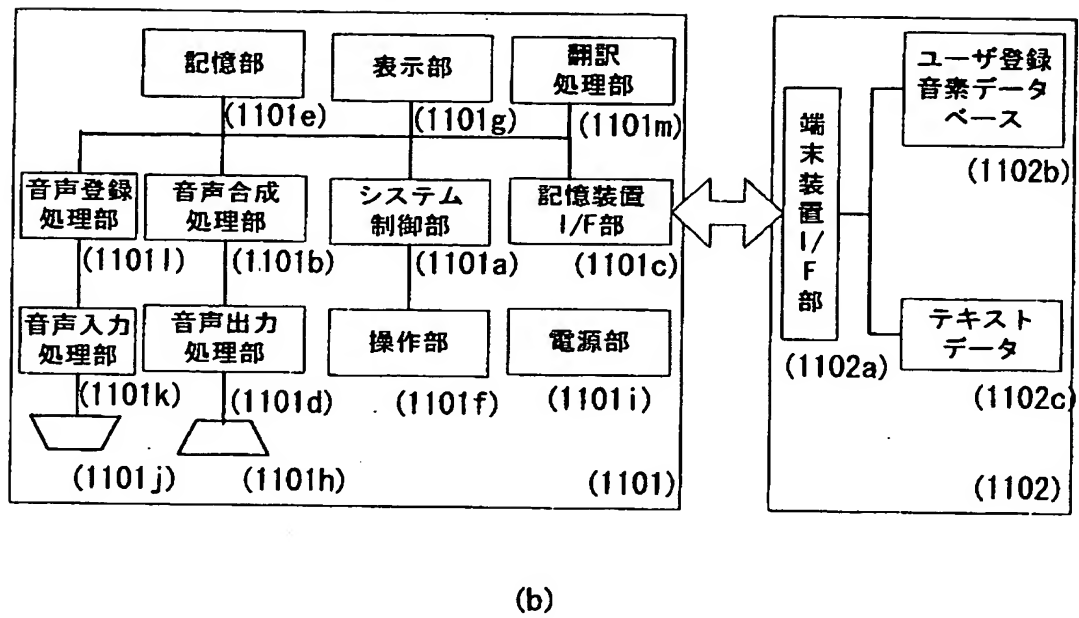 記憶部
(1101e)
表示部
(1101g)
翻訳
処理部
(1101m)
音声登録
処理部
(1101l)
音声合成
処理部
(1101b)
システム
制御部
(1101a)
記憶装置
I/F部
(1101c)
音声入力
処理部
(1101k)
音声出力
処理部
(1101d)
操作部
(1101f)
電源部
(1101i)
(1101j)
(1101h)
(1101)
端末装置I/F部
(1102a)
ユーザ登録
音素データ
ベース
(1102b)
テキスト
データ
(1102c)
(1102)
(b)